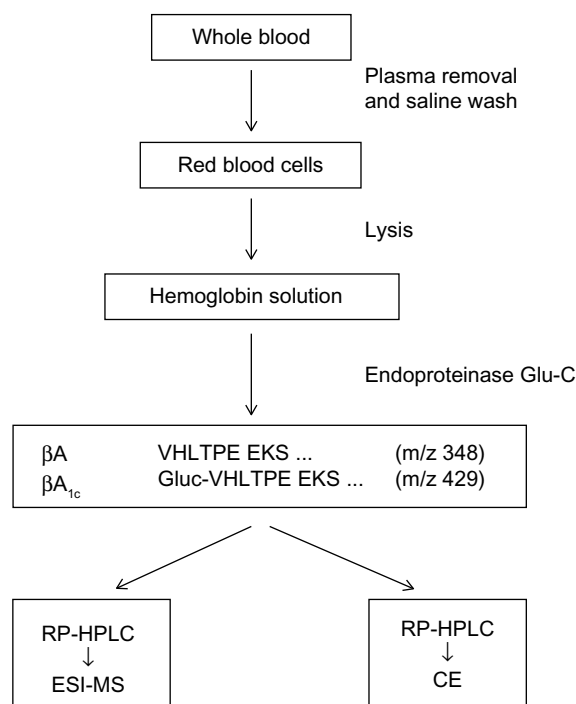 Whole blood
Plasma removal
and saline wash
Red blood cells
Lysis
Hemoglobin solution
Endoproteinase Glu-C
βA VHLTPE EKS ... (m/z 348)
βA1c Gluc-VHLTPE EKS ... (m/z 429)
RP-HPLC
↓
ESI-MS
RP-HPLC
↓
CE